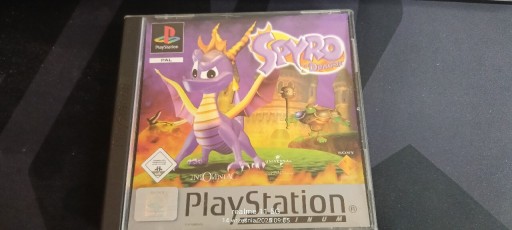 PlayStation
PAL
SPYRO
THE DRAGON
INSOMNIAC
UNIVERSAL
SONY
PlayStation®
PLATINUM